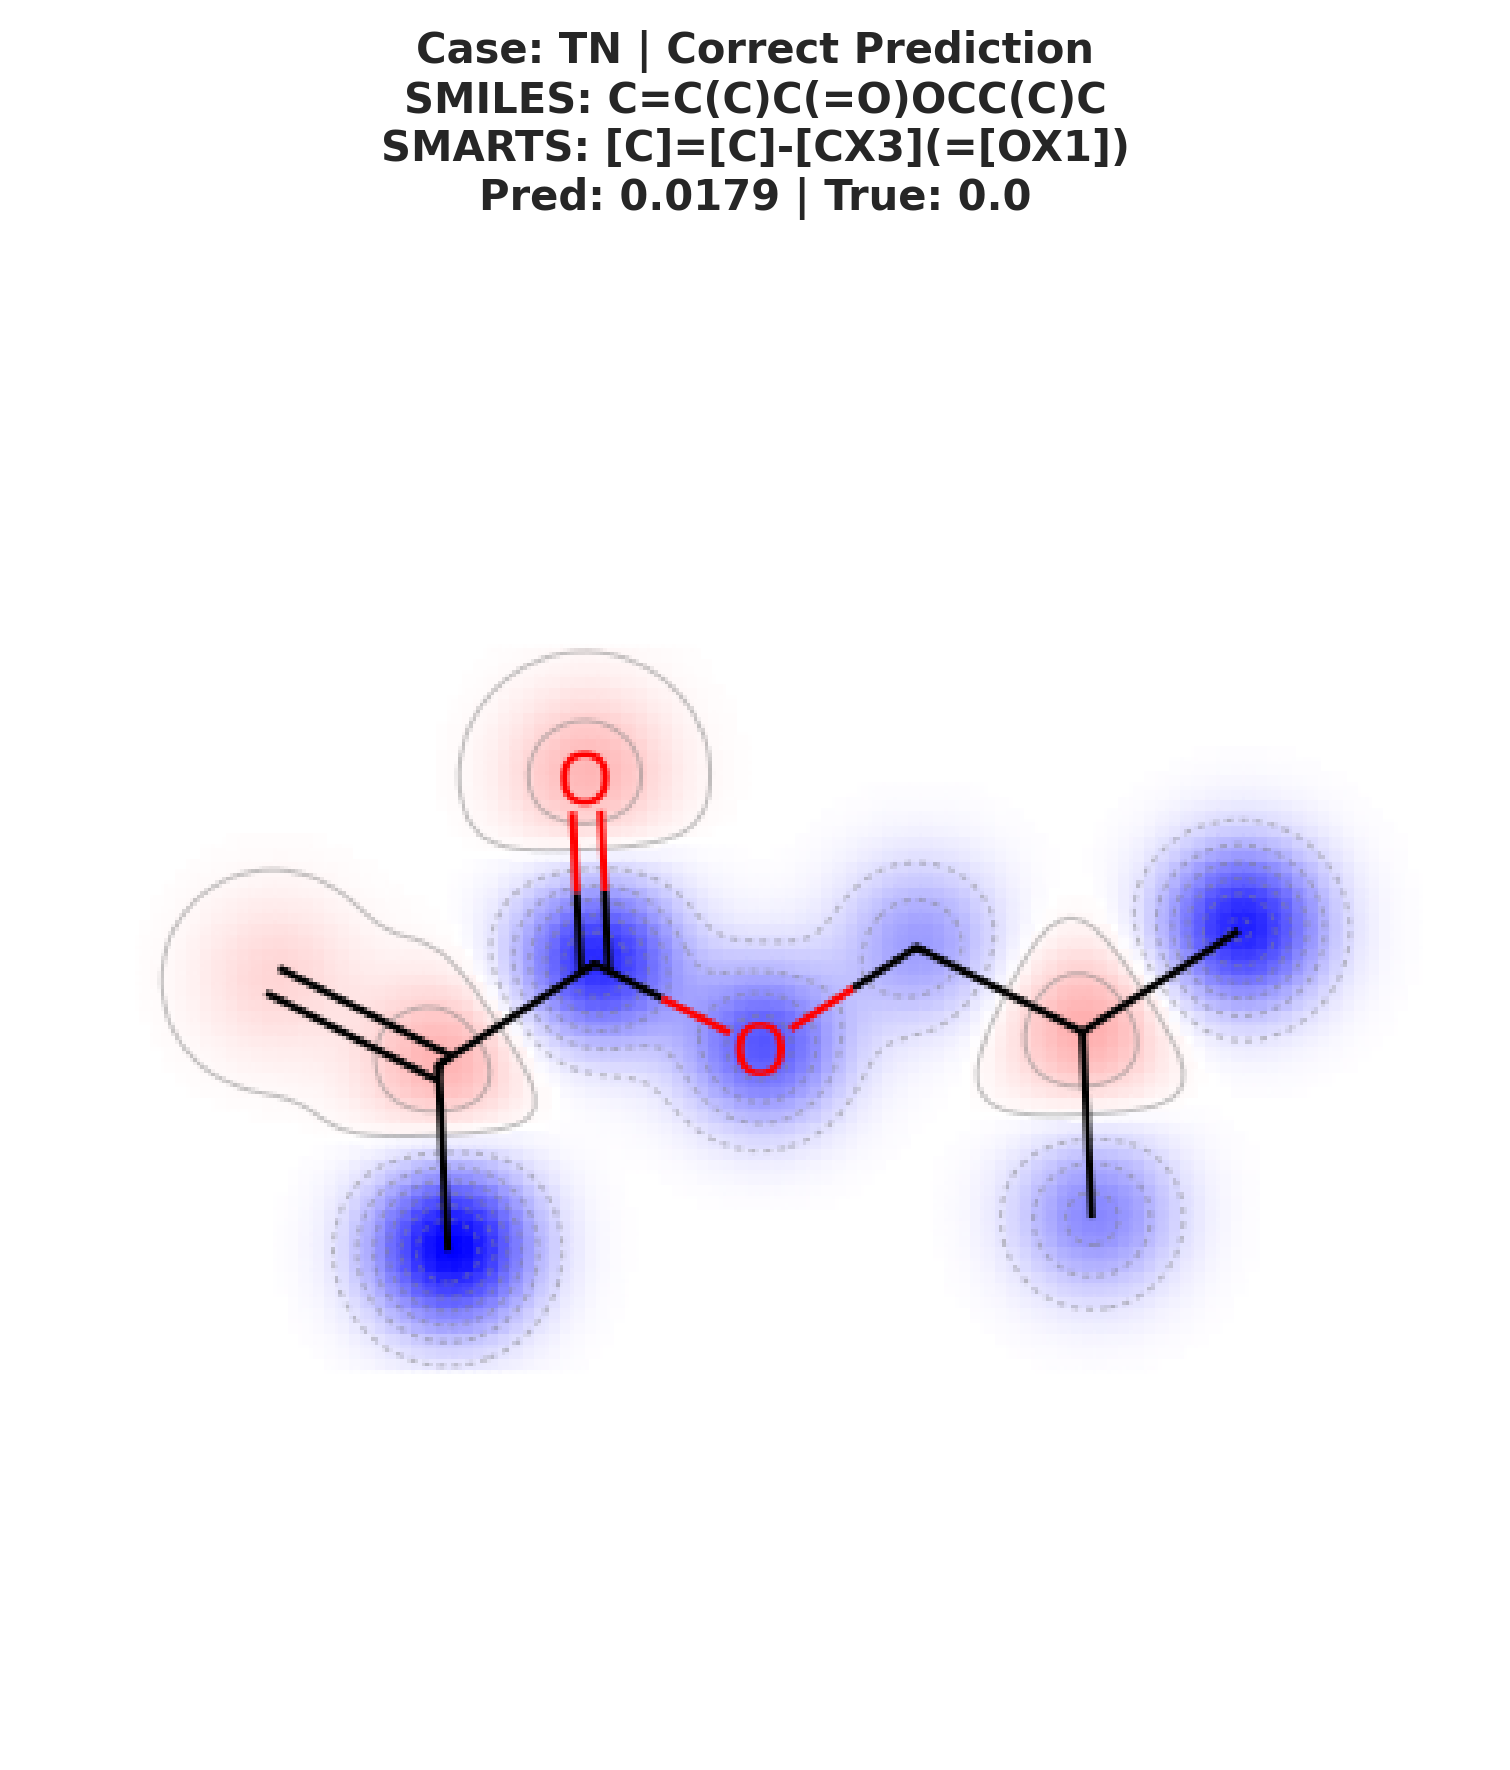 Case: TN | Correct Prediction
SMILES: C=C(C)C(=O)OCC(C)C
SMARTS: [C]=[C]-[CX3](=[OX1])
Pred: 0.0179 | True: 0.0
O
O